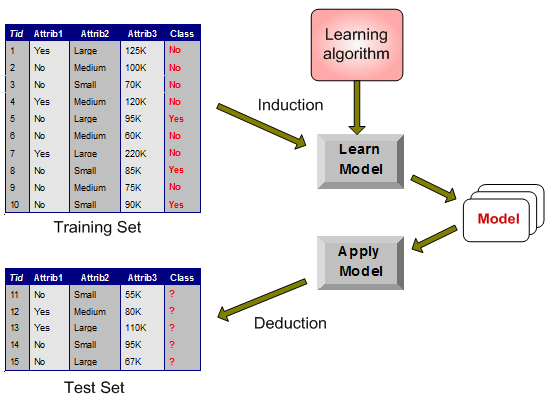 Tid Attrib1 Attrib2 Attrib3 Class
1 Yes Large 125K No
2 No Medium 100K No
3 No Small 70K No
4 Yes Medium 120K No
5 No Large 95K Yes
6 No Medium 60K No
7 Yes Large 220K No
8 No Small 85K Yes
9 No Medium 75K No
10 No Small 90K Yes
Training Set
Learning
algorithm
Induction
Learn
Model
Model
Apply
Model
Deduction
Tid Attrib1 Attrib2 Attrib3 Class
11 No Small 55K ?
12 Yes Medium 80K ?
13 Yes Large 110K ?
14 No Small 95K ?
15 No Large 67K ?
Test Set